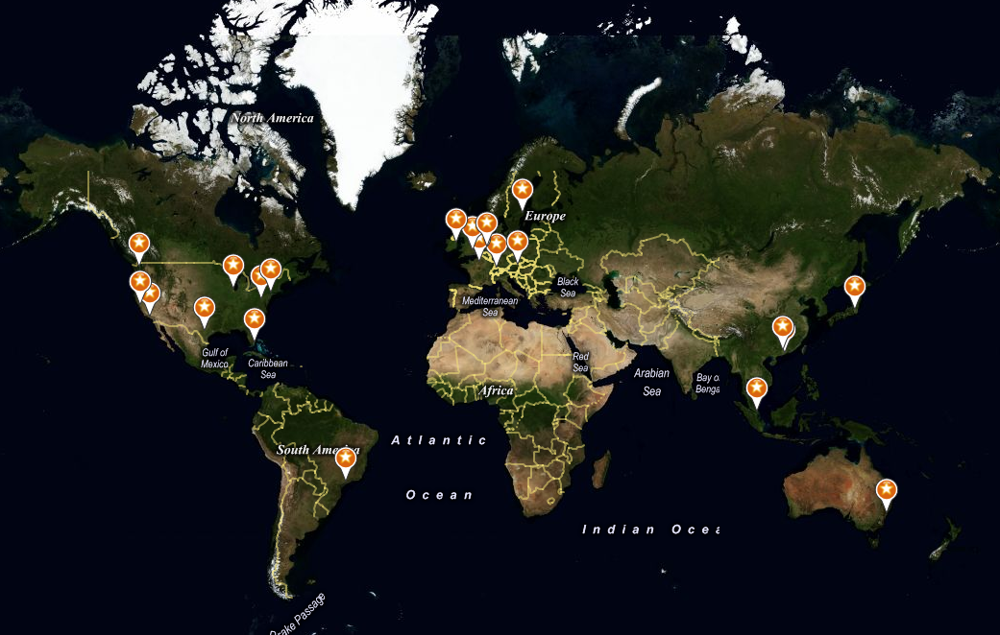 North America
Europe
Black
Sea
Mediterranean
Sea
Gulf of
Mexico
Caribbean
Sea
Red
Sea
Arabian
Sea
Bay o
Benga
Africa
South America
Atlantic
Ocean
Indian Ocea
Drake Passage